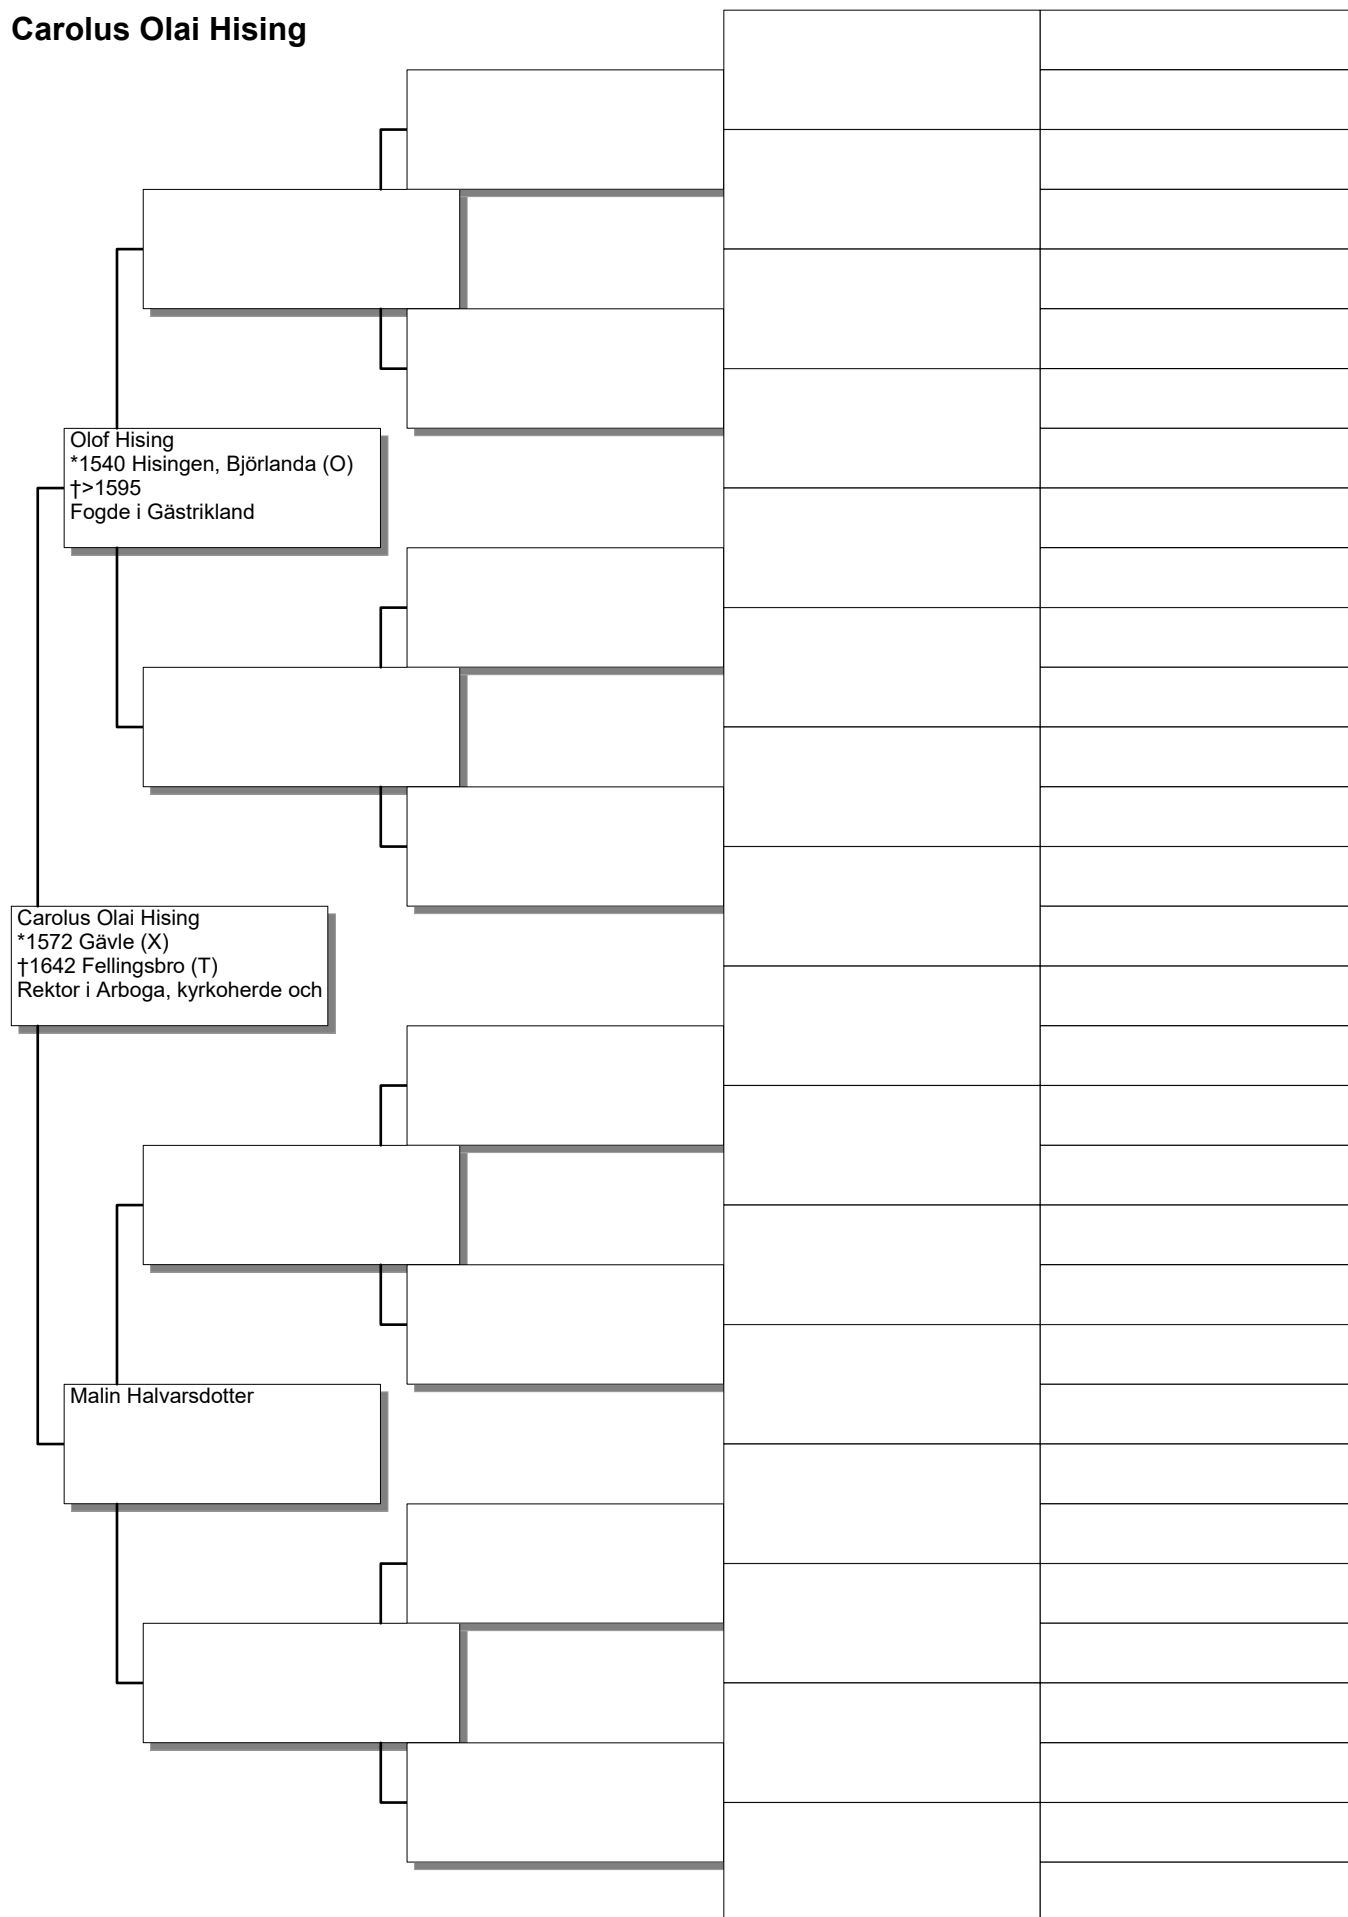 Carolus Olai Hising
Olof Hising
*1540 Hisingen, Björlanda (O)
†>1595
Fogde i Gästrikland
Carolus Olai Hising
*1572 Gävle (X)
†1642 Fellingsbro (T)
Rektor i Arboga, kyrkoherde och
Malin Halvarsdotter